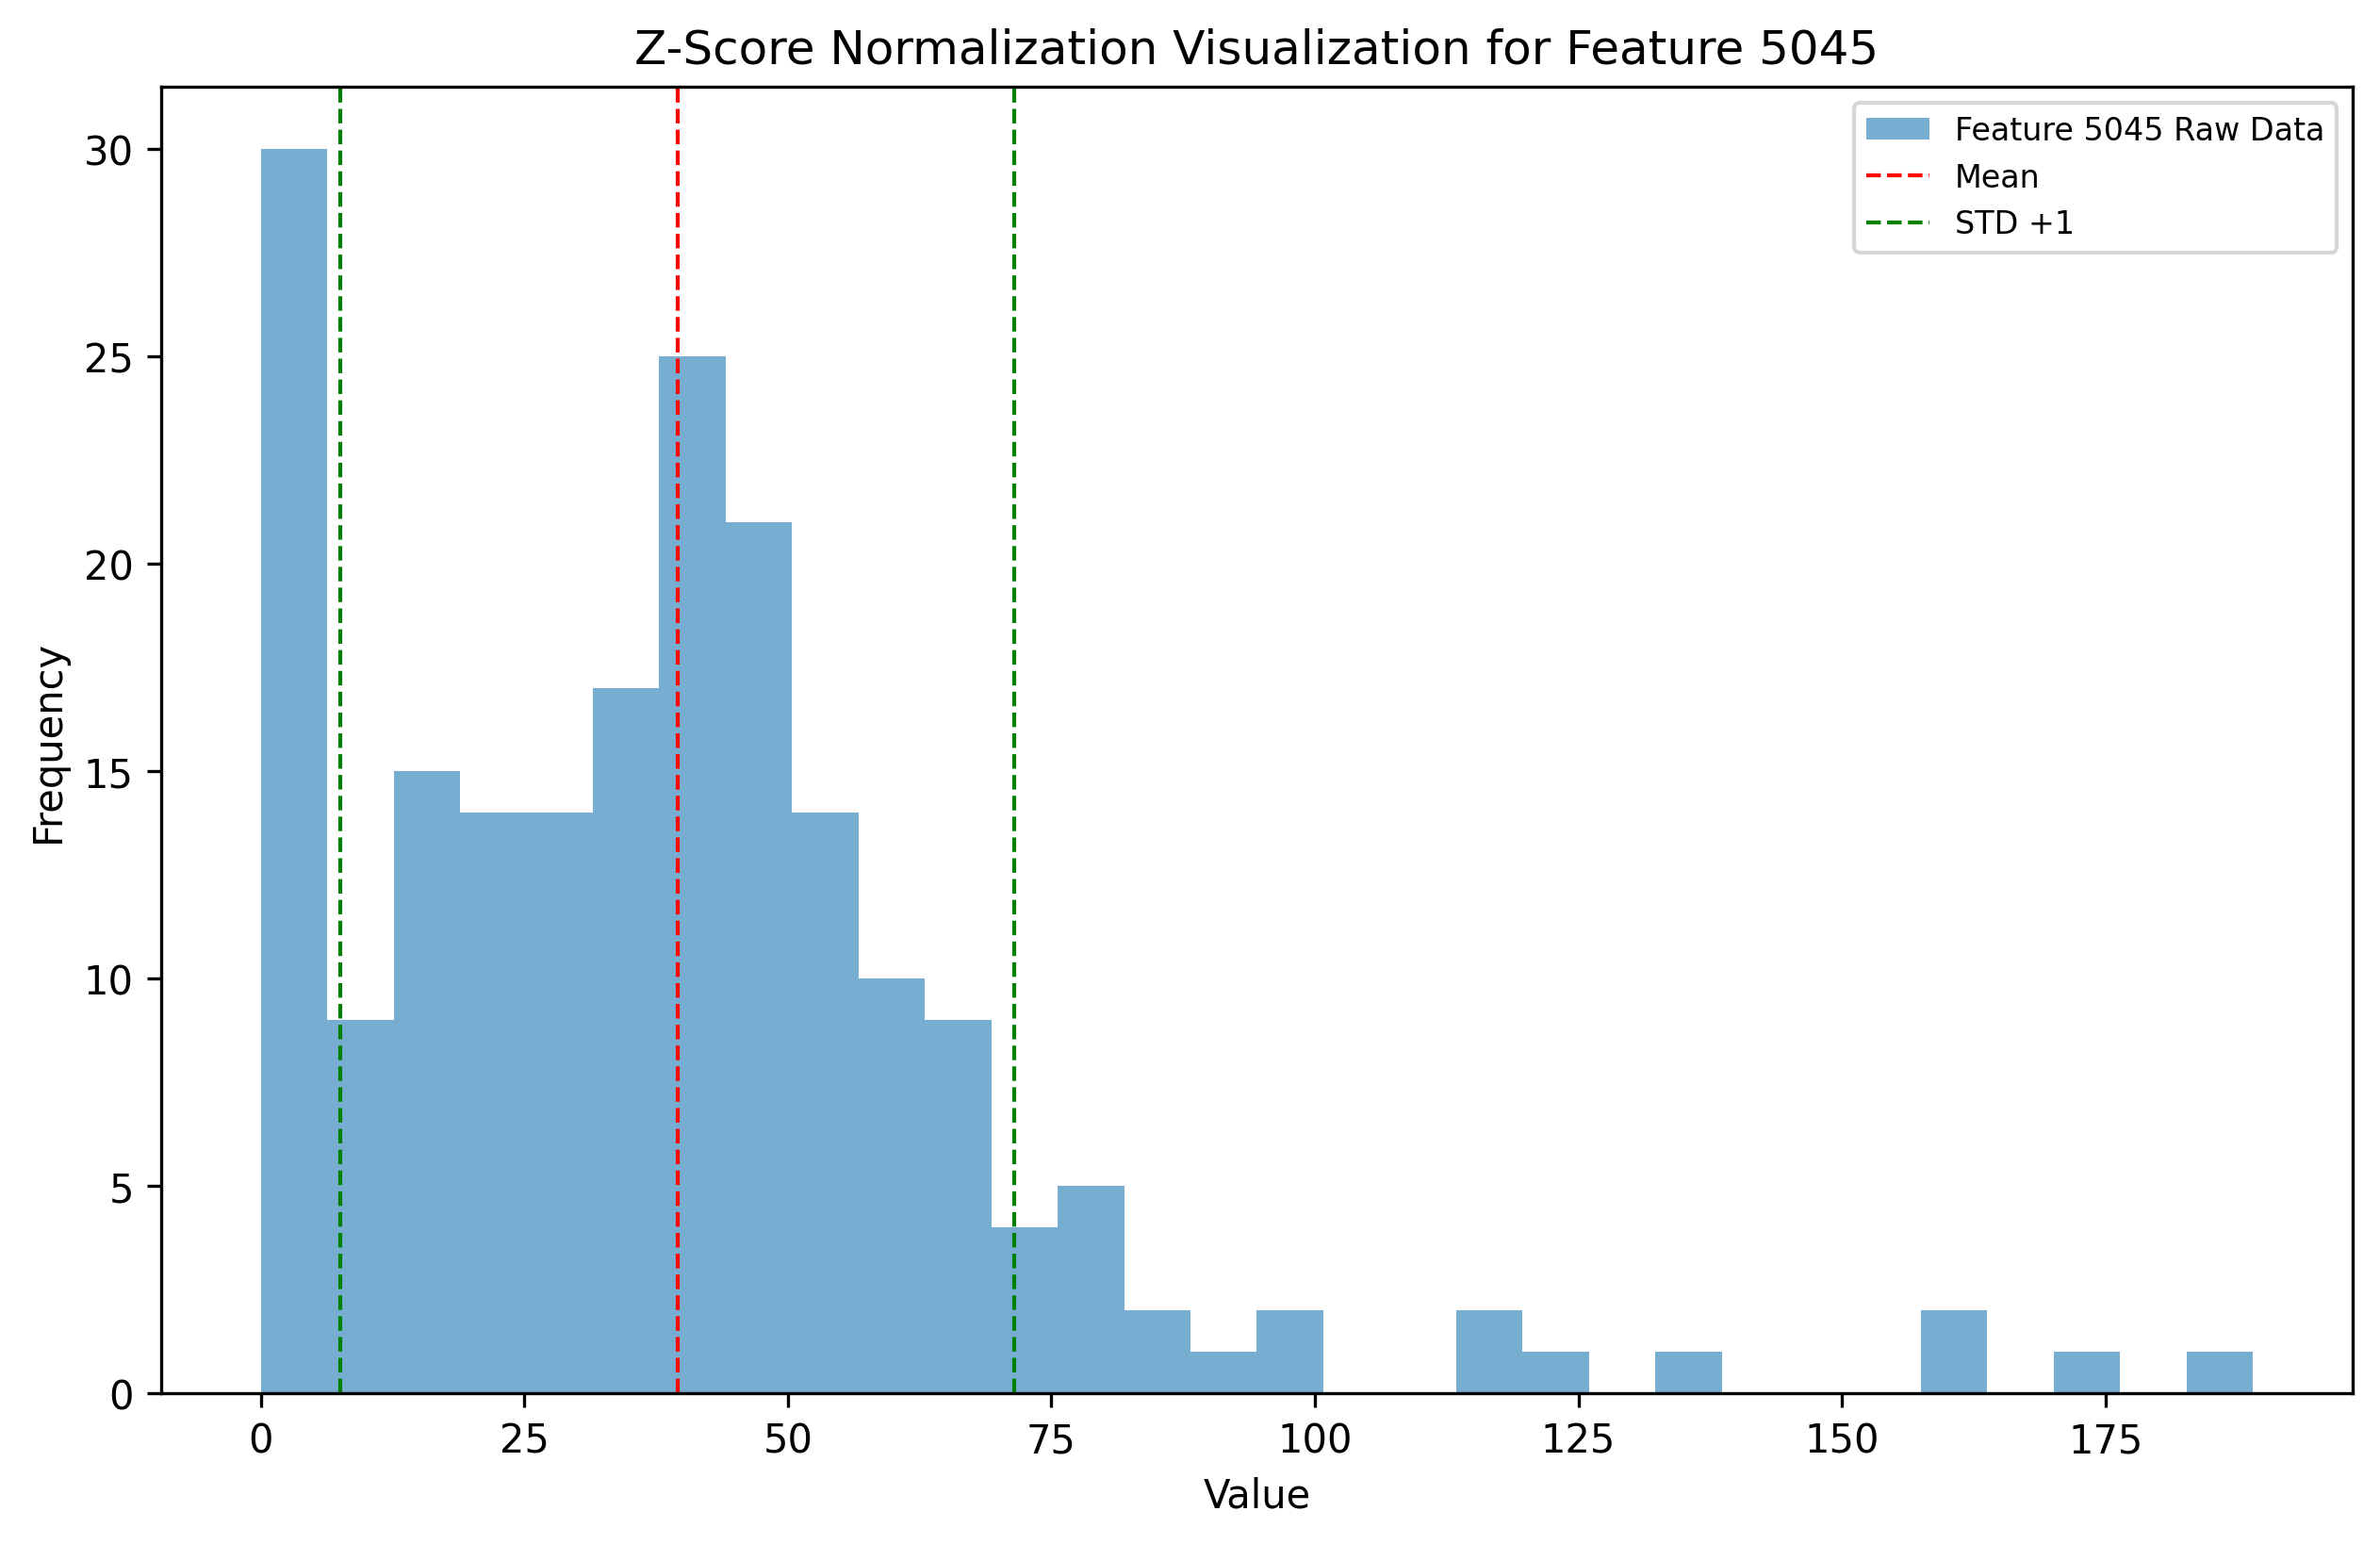 Z-Score Normalization Visualization for Feature 5045
Feature 5045 Raw Data
Mean
STD +1
30
25
20
15
10
5
0
Frequency
0 25 50 75 100 125 150 175
Value